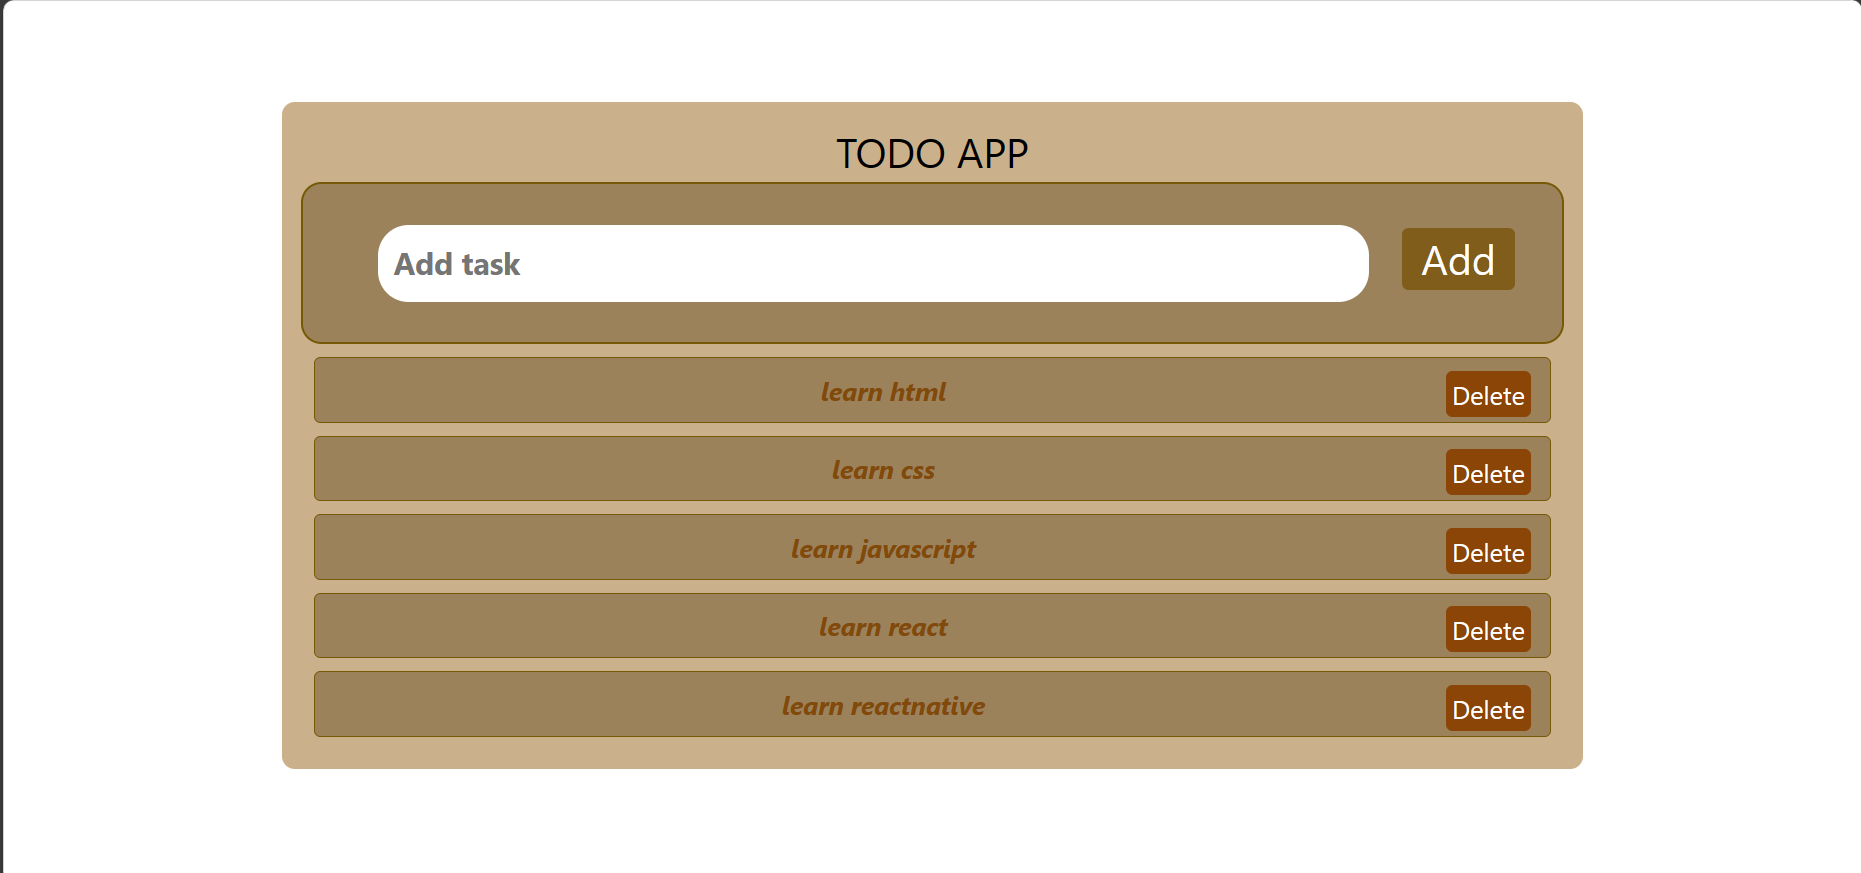 TODO APP
Add task
Add
learn html
Delete
learn css
Delete
learn javascript
Delete
learn react
Delete
learn reactnative
Delete